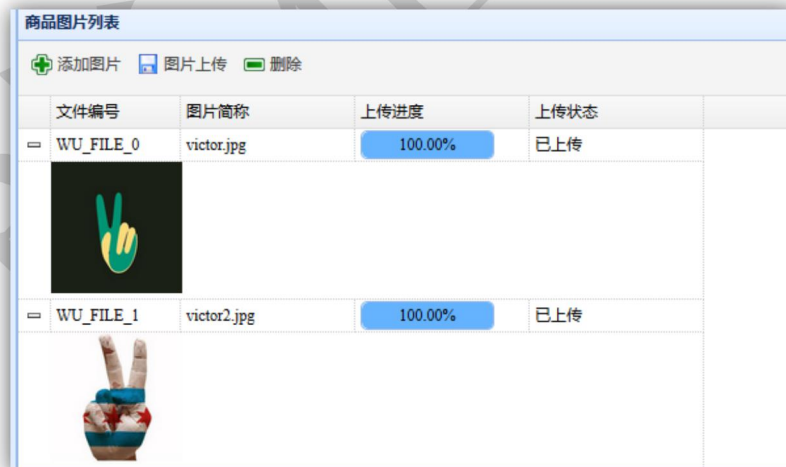 商品图片列表
添加图片 图片上传 删除
文件编号 图片简称 上传进度 上传状态
WU_FILE_0 victor.jpg 100.00% 已上传
WU_FILE_1 victor2.jpg 100.00% 已上传